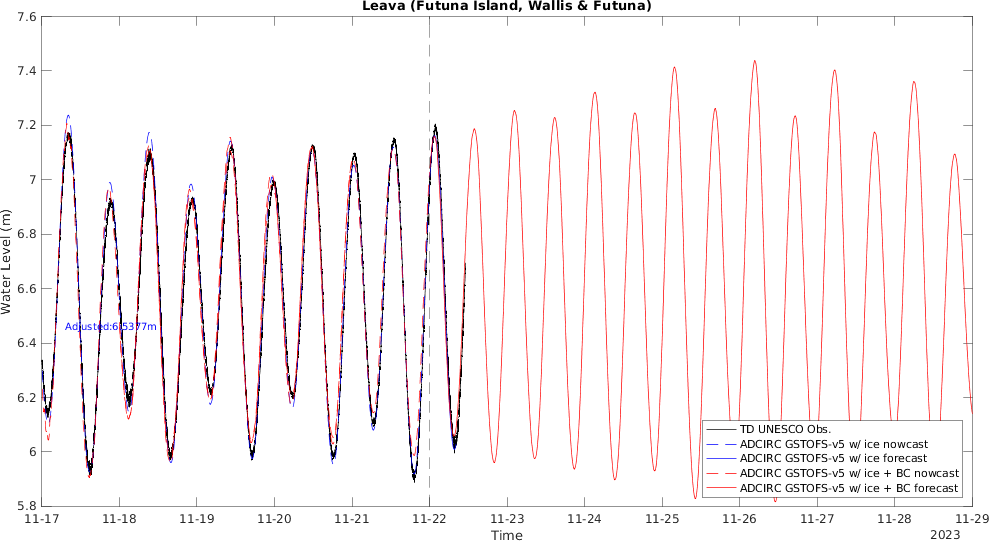 Leava (Futuna Island, Wallis & Futuna)
7.6
7.4
7.2
7
6.8
6.6
6.4
6.2
6
5.8
Water Level (m)
Adjusted:6.5377m
TD UNESCO Obs.
ADCIRC GSTOFS-v5 w/ ice nowcast
ADCIRC GSTOFS-v5 w/ ice forecast
ADCIRC GSTOFS-v5 w/ ice + BC nowcast
ADCIRC GSTOFS-v5 w/ ice + BC forecast
11-17 11-18 11-19 11-20 11-21 11-22 11-23 11-24 11-25 11-26 11-27 11-28 11-29
Time
2023